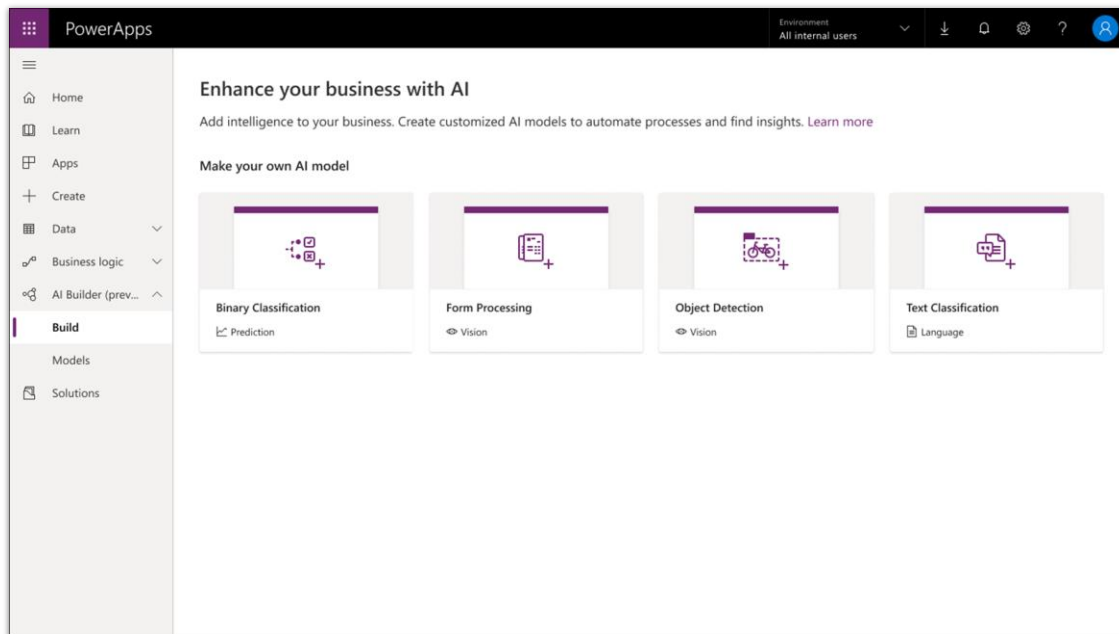 PowerApps
Environment
All internal users
Home
Learn
Apps
Create
Data
Business logic
AI Builder (prev...
Build
Models
Solutions
Enhance your business with AI
Add intelligence to your business. Create customized AI models to automate processes and find insights. Learn more
Make your own AI model
Binary Classification
Prediction
Form Processing
Vision
Object Detection
Vision
Text Classification
Language